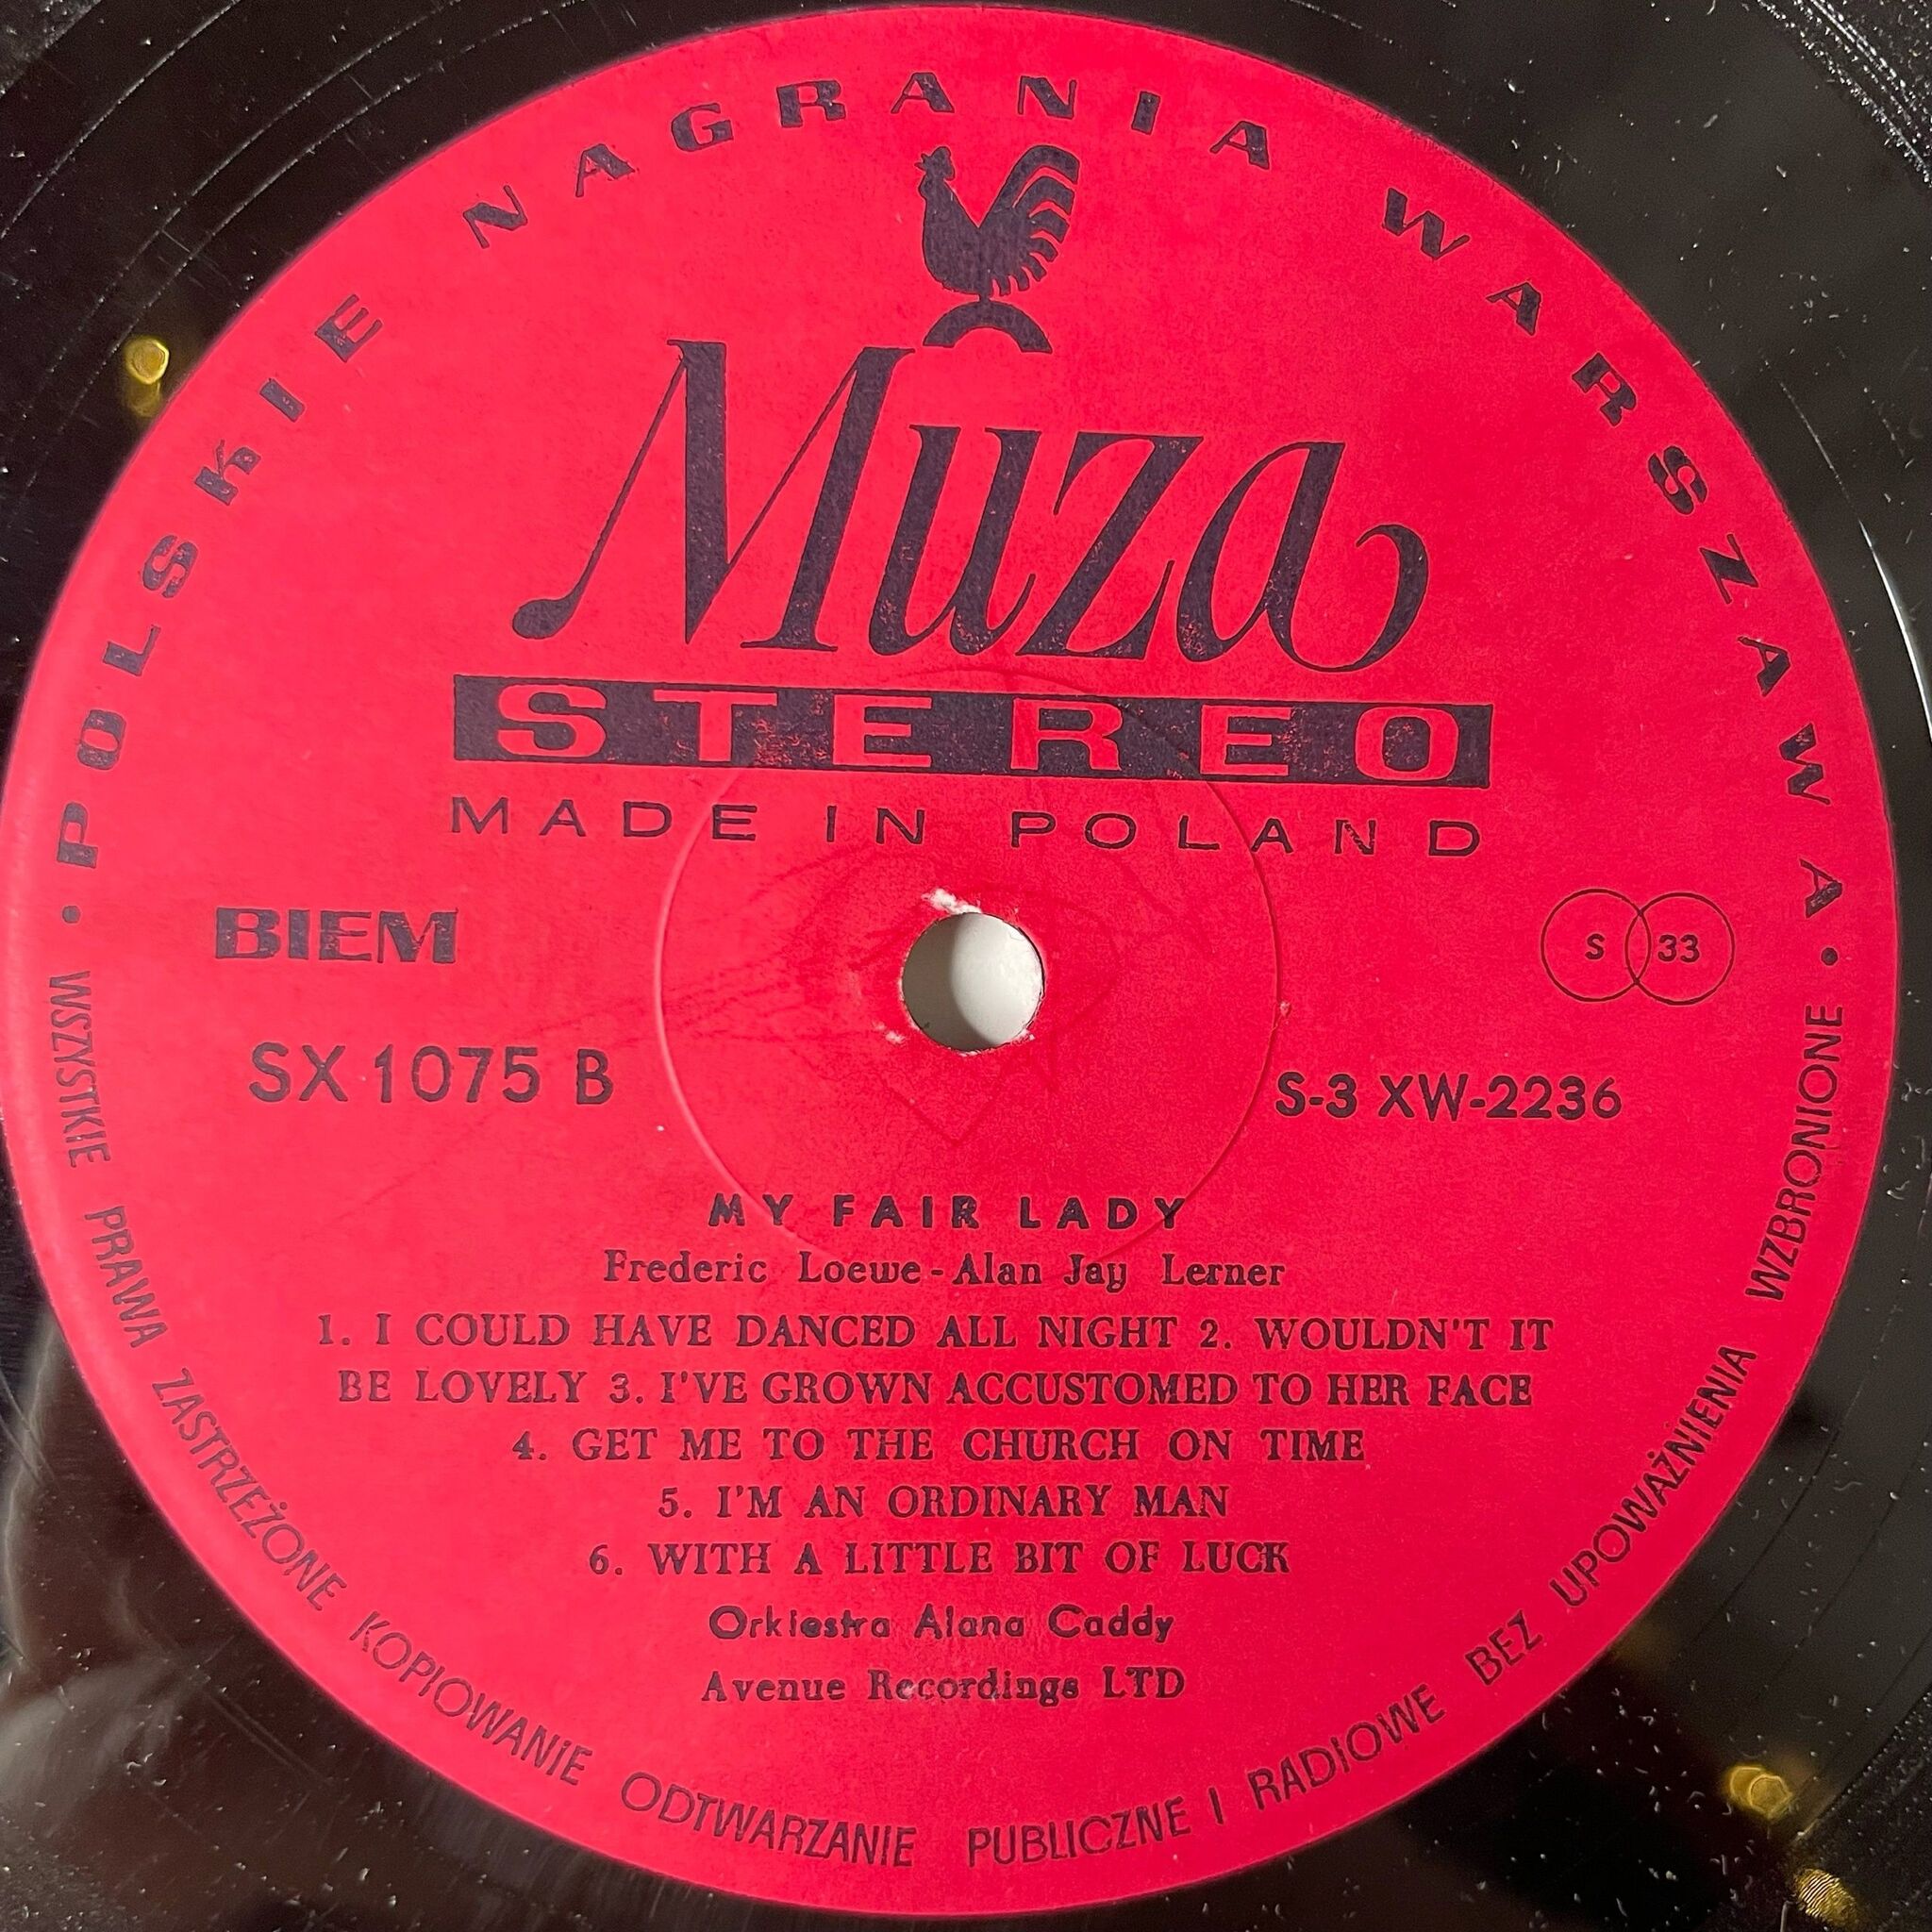 POLSKIE NAGRANIA WARSZAWA
Muza
STEREO
MADE IN POLAND
BIEM
S 33
SX 1075 B
S-3 XW-2236
MY FAIR LADY
Frederic Loewe - Alan Jay Lerner
1. I COULD HAVE DANCED ALL NIGHT 2. WOULDN'T IT
BE LOVELY 3. I'VE GROWN ACCUSTOMED TO HER FACE
4. GET ME TO THE CHURCH ON TIME
5. I'M AN ORDINARY MAN
6. WITH A LITTLE BIT OF LUCK
Orkiestra Alana Caddy
Avenue Recordings LTD
• WSZYSTKIE PRAWA ZASTRZEŻONE KOPIOWANIE ODTWARZANIE PUBLICZNE I RADIOWE BEZ UPOWAŻNIENIA WZBRONIONE •